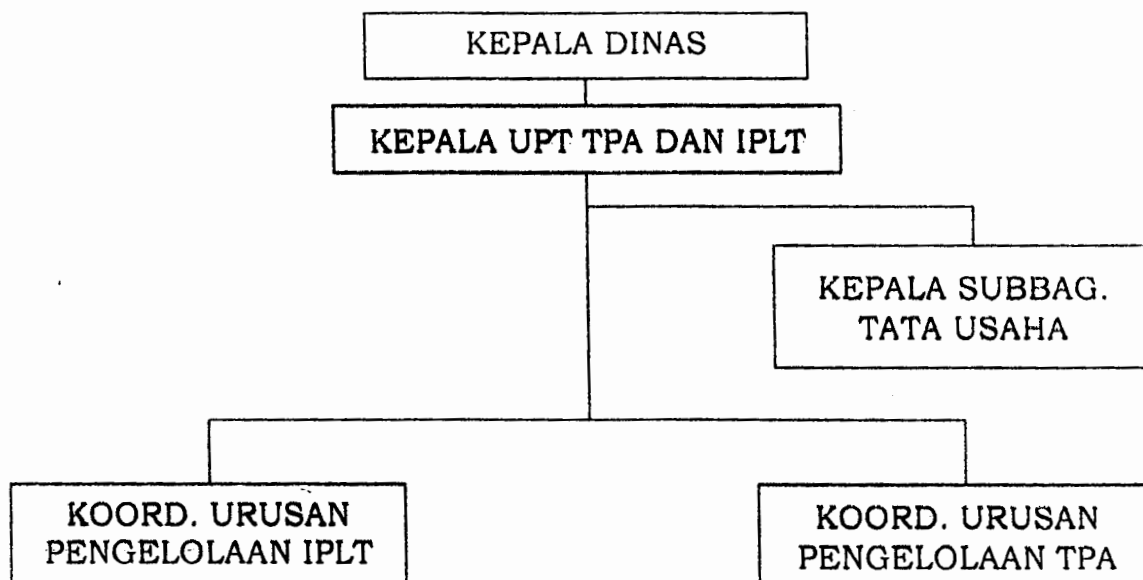 KEPALA DINAS
KEPALA UPT TPA DAN IPLT
KEPALA SUBBAG.
TATA USAHA
KOORD. URUSAN
PENGELOLAAN IPLT
KOORD. URUSAN
PENGELOLAAN TPA